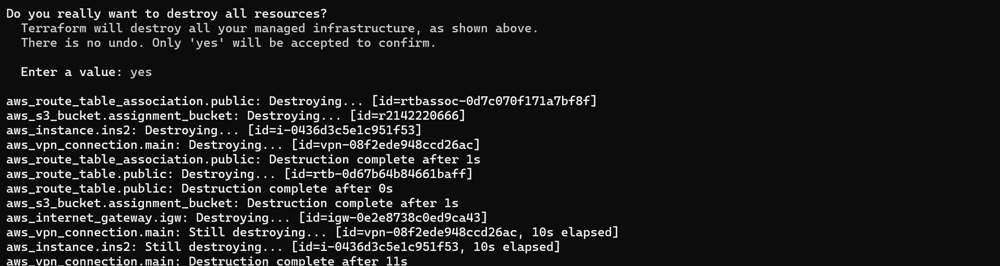 Do you really want to destroy all resources?
Terraform will destroy all your managed infrastructure, as shown above.
There is no undo. Only 'yes' will be accepted to confirm.
Enter a value: yes
aws_route_table_association.public: Destroying... [id=rtbassoc-0d7c070f171a7bf8f]
aws_s3_bucket.assignment_bucket: Destroying... [id=r2142220666]
aws_instance.ins2: Destroying... [id=i-0436d3c5e1c951f53]
aws_vpn_connection.main: Destroying... [id=vpn-08f2ede948ccd26ac]
aws_route_table_association.public: Destruction complete after 1s
aws_route_table.public: Destroying... [id=rtb-0d67b64b84661baff]
aws_route_table.public: Destruction complete after 0s
aws_s3_bucket.assignment_bucket: Destruction complete after 1s
aws_internet_gateway.igw: Destroying... [id=igw-0e2e8738c0ed9ca43]
aws_vpn_connection.main: Still destroying... [id=vpn-08f2ede948ccd26ac, 10s elapsed]
aws_instance.ins2: Still destroying... [id=i-0436d3c5e1c951f53, 10s elapsed]
aws_vpn_connection.main: Destruction complete after 11s